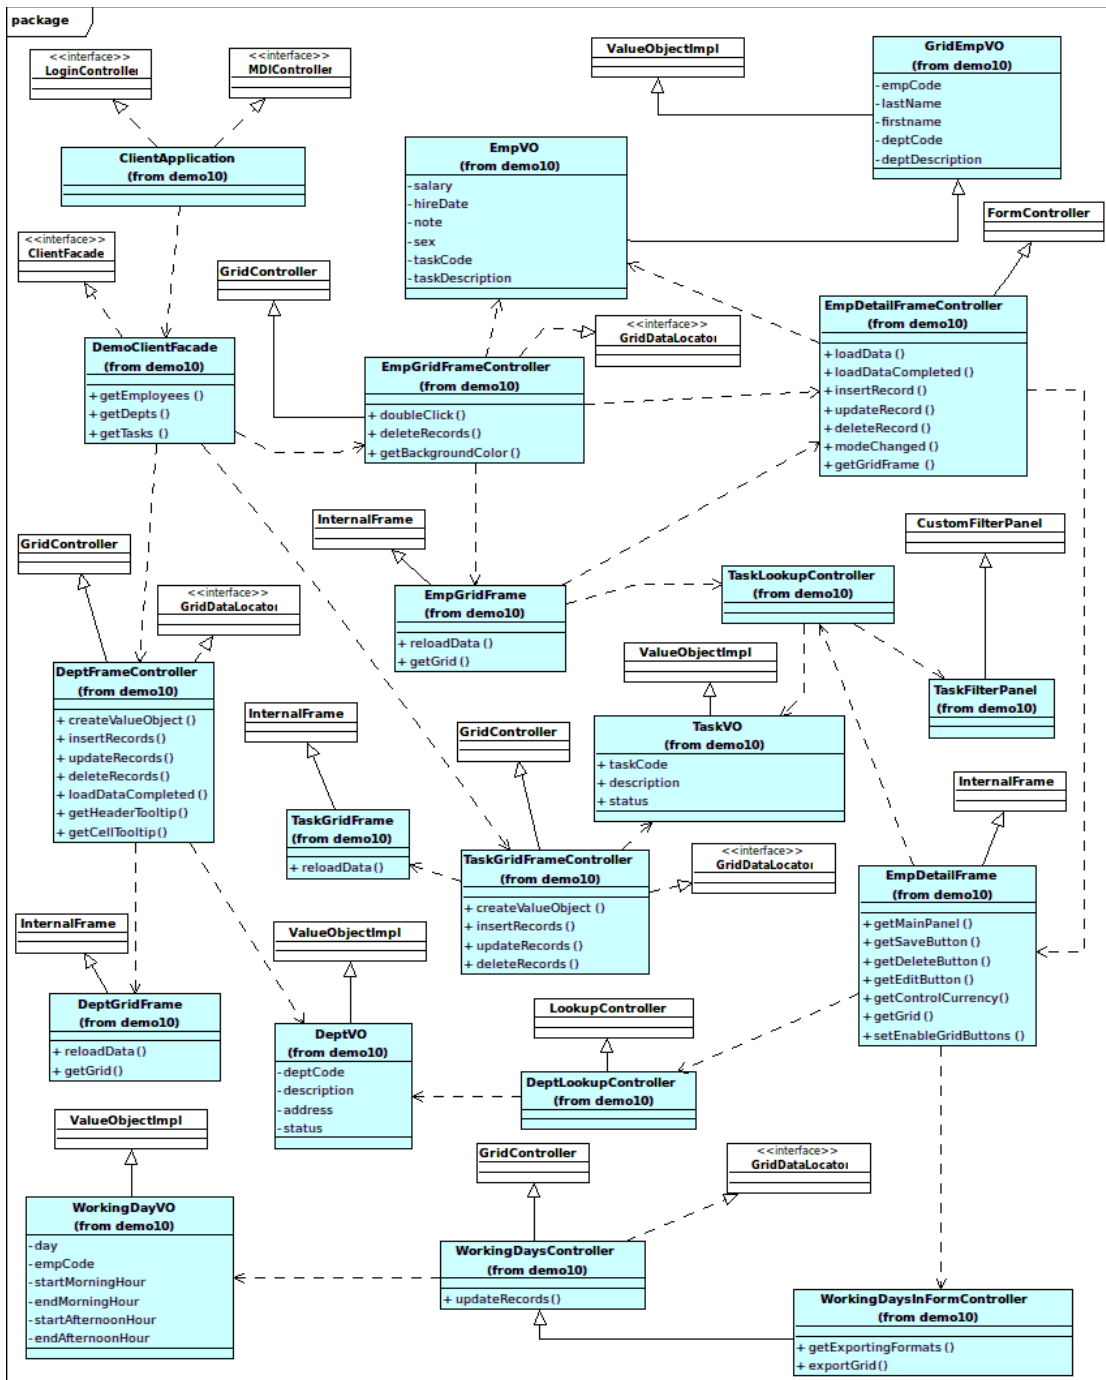 package
<<interface>>
LoginController
<<interface>>
MDIController
ValueObjectImpl
GridEmpVO
(from demo10)
-empCode
-lastName
-firstname
-deptCode
-deptDescription
ClientApplication
(from demo10)
EmpVO
(from demo10)
-salary
-hireDate
-note
-sex
-taskCode
-taskDescription
FormController
<<interface>>
ClientFacade
GridController
<<interface>>
GridDataLocator
EmpDetailFrameController
(from demo10)
+loadData()
+loadDataCompleted()
+insertRecord()
+updateRecord()
+deleteRecord()
+modeChanged()
+getGridFrame ()
DemoClientFacade
(from demo10)
+getEmployees ()
+getDepts()
+getTasks()
EmpGridFrameController
(from demo10)
+ doubleClick()
+ deleteRecords()
+ getBackgroundColor()
InternalFrame
CustomFilterPanel
GridController
<<interface>>
GridDataLocator
EmpGridFrame
(from demo10)
+reloadData()
+getGrid()
TaskLookupController
(from demo10)
ValueObjectImpl
TaskFilterPanel
(from demo10)
DeptFrameController
(from demo10)
+createValueObject()
+insertRecords()
+updateRecords()
+deleteRecords()
+loadDataCompleted()
+getHeaderTooltip()
+getCellTooltip()
InternalFrame
GridController
TaskVO
(from demo10)
+taskCode
+description
+status
InternalFrame
TaskGridFrame
(from demo10)
+reloadData()
TaskGridFrameController
(from demo10)
+ createValueObject ()
+ insertRecords()
+ updateRecords()
+ deleteRecords()
<<interface>>
GridDataLocator
EmpDetailFrame
(from demo10)
+getMainPanel()
+getSaveButton()
+getDeleteButton()
+getEditButton()
+getControlCurrency()
+getGrid()
+setEnableGridButtons()
InternalFrame
ValueObjectImpl
DeptGridFrame
(from demo10)
+reloadData()
+getGrid()
DeptVO
(from demo10)
-deptCode
-description
-address
-status
LookupController
DeptLookupController
(from demo10)
ValueObjectImpl
GridController
<<interface>>
GridDataLocator
WorkingDayVO
(from demo10)
-day
-empCode
-startMorningHour
-endMorningHour
-startAfternoonHour
-endAfternoonHour
WorkingDaysController
(from demo10)
+ updateRecords()
WorkingDaysInFormController
(from demo10)
+ getExportingFormats()
+ exportGrid()